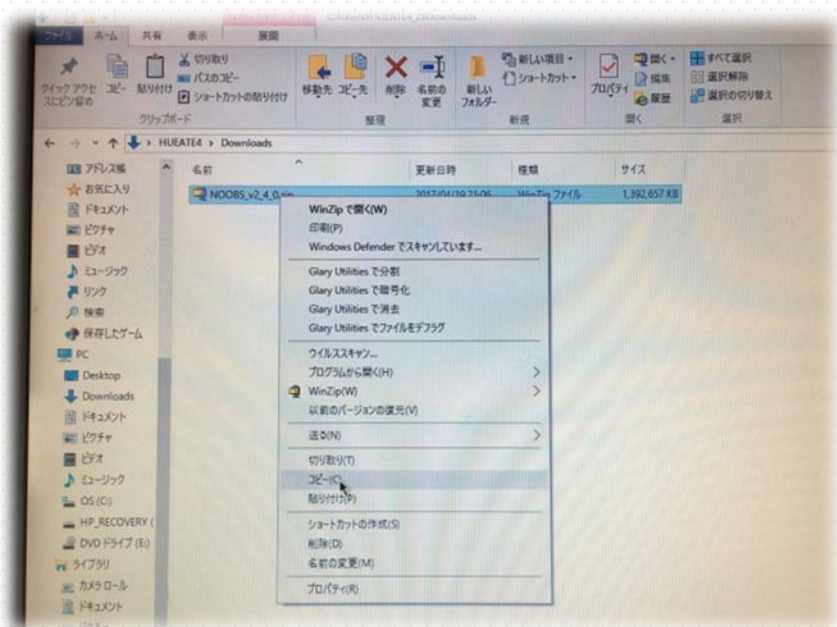 ファイル ホーム 共有 表示 展開
クイック アクセスにピン留め
コピー
貼り付け
切り取り
パスのコピー
ショートカットの貼り付け
クリップボード
移動先
コピー先
削除
名前の変更
新しいフォルダー
整理
新しい項目
ショートカット
新規
プロパティ
開く
編集
履歴
開く
すべて選択
選択解除
選択の切り替え
選択
HUEATE4 › Downloads
名前 更新日時 種類 サイズ
NOOBS_v2_4_0.zip 2017/04/19 21:06 WinZip ファイル 1,392,657 KB
アドレス帳
お気に入り
ドキュメント
ピクチャ
ビデオ
ミュージック
リンク
検索
保存したゲーム
PC
Desktop
Downloads
ドキュメント
ピクチャ
ビデオ
ミュージック
OS (C:)
HP_RECOVERY (
DVD ドライブ (E:)
ライブラリ
カメラ ロール
ドキュメント
WinZip で開く(W)
印刷(P)
Windows Defender でスキャンしています...
Glary Utilities で分割
Glary Utilities で暗号化
Glary Utilities で消去
Glary Utilities でファイルをデフラグ
ウイルススキャン...
プログラムから開く(H)
WinZip(W)
以前のバージョンの復元(V)
送る(N)
切り取り(T)
コピー(C)
貼り付け(P)
ショートカットの作成(S)
削除(D)
名前の変更(M)
プロパティ(R)